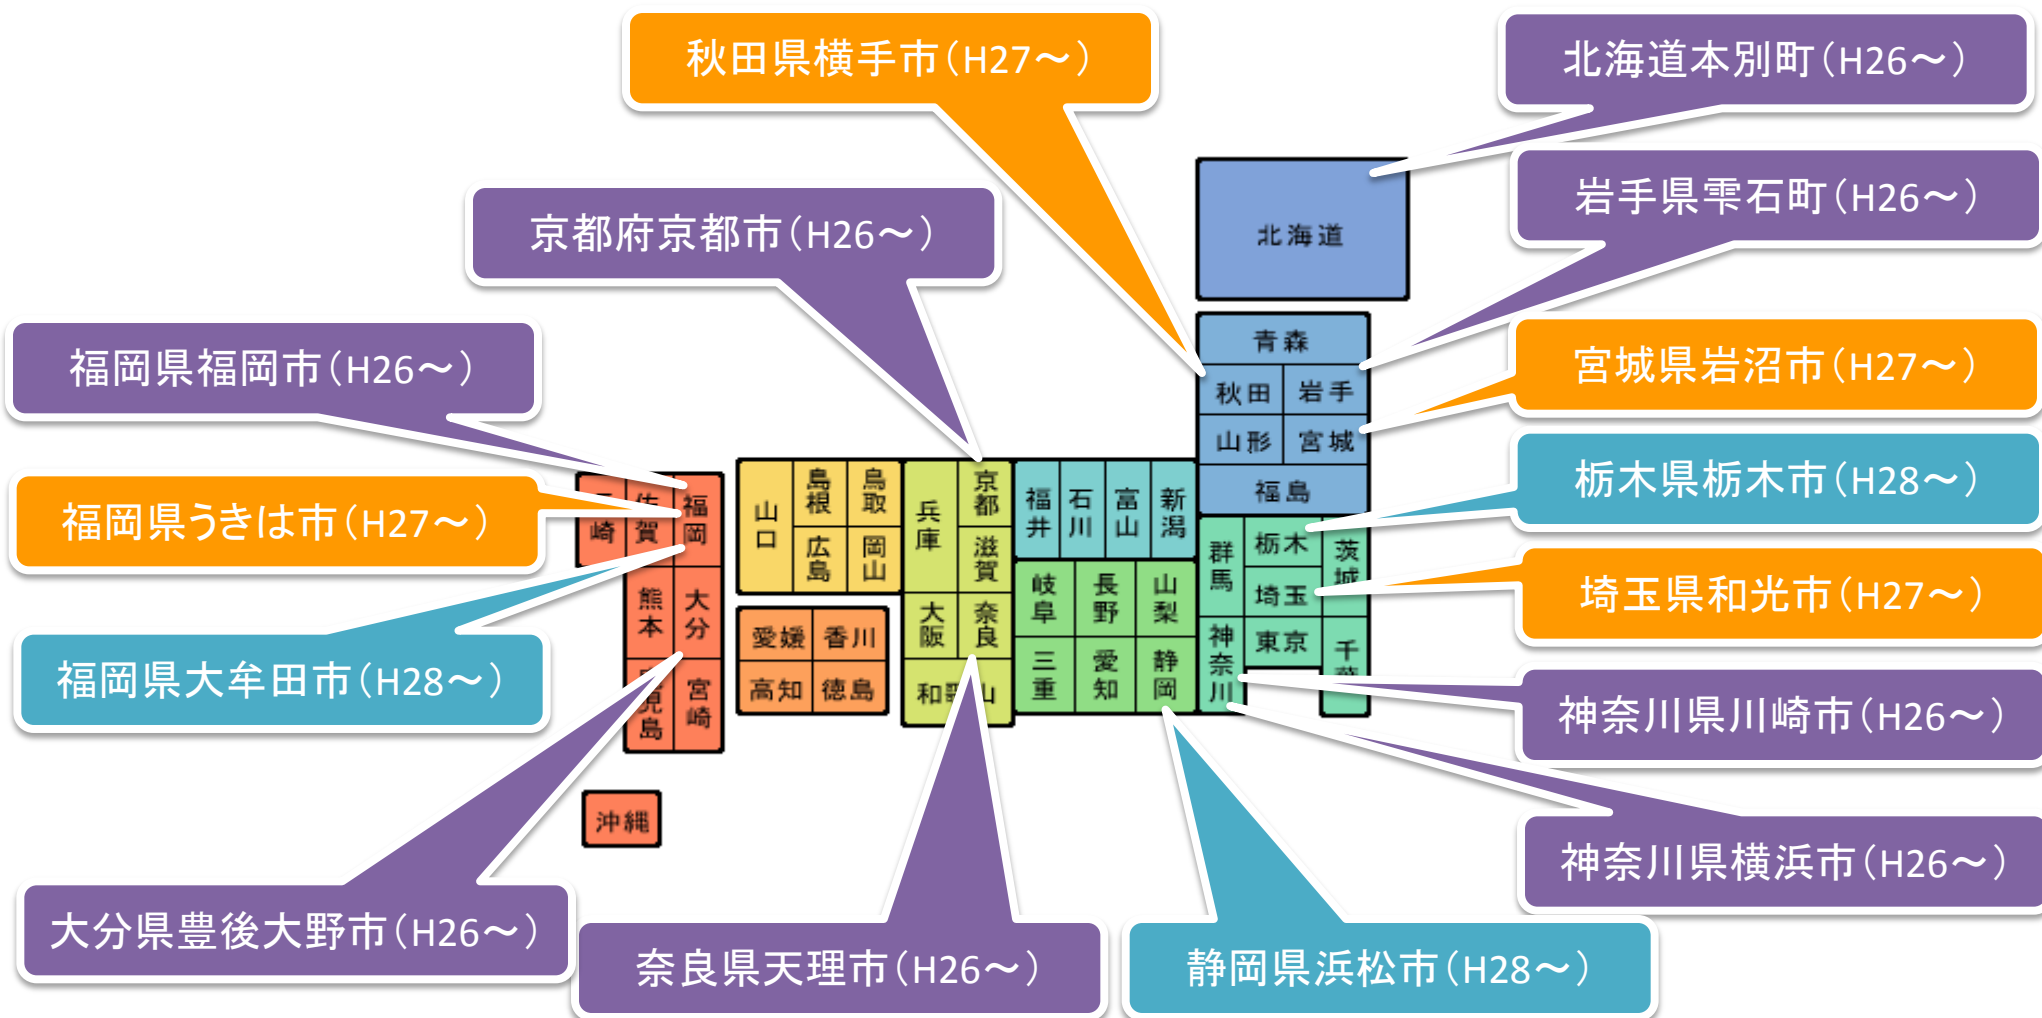 秋田県横手市（H27～）
北海道本別町（H26～）
岩手県雫石町（H26～）
京都府京都市（H26～）
北海道
福岡県福岡市（H26～）
宮城県岩沼市（H27～）
青森
秋田 岩手
山形 宮城
福島
栃木県栃木市（H28～）
福岡県うきは市（H27～）
埼玉県和光市（H27～）
福岡県大牟田市（H28～）
神奈川県川崎市（H26～）
神奈川県横浜市（H26～）
大分県豊後大野市（H26～）
奈良県天理市（H26～）
静岡県浜松市（H28～）
崎
佐賀
福岡
熊本
大分
児島
宮崎
沖縄
山口
島根
鳥取
広島
岡山
愛媛 香川
高知 徳島
兵庫
京都
滋賀
大阪
奈良
和歌山
福井
石川
富山
新潟
岐阜
長野
山梨
三重
愛知
静岡
群馬
栃木
茨城
埼玉
神奈川
東京
千葉